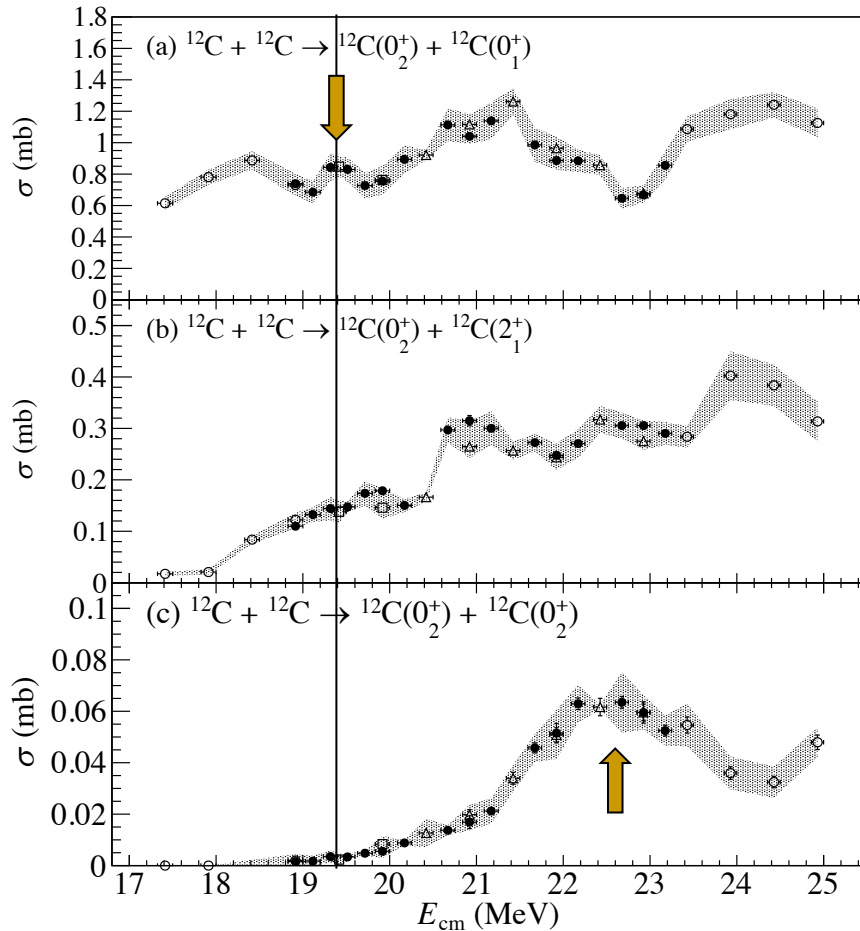 1.8
1.6
1.4
1.2
1
0.8
0.6
0.4
0.2
0
σ (mb)
(a) ¹²C + ¹²C → ¹²C(0₂⁺) + ¹²C(0₁⁺)
0.5
0.4
0.3
0.2
0.1
0
σ (mb)
(b) ¹²C + ¹²C → ¹²C(0₂⁺) + ¹²C(2₁⁺)
0.1
0.08
0.06
0.04
0.02
0
σ (mb)
(c) ¹²C + ¹²C → ¹²C(0₂⁺) + ¹²C(0₂⁺)
17 18 19 20 21 22 23 24 25
E_cm (MeV)